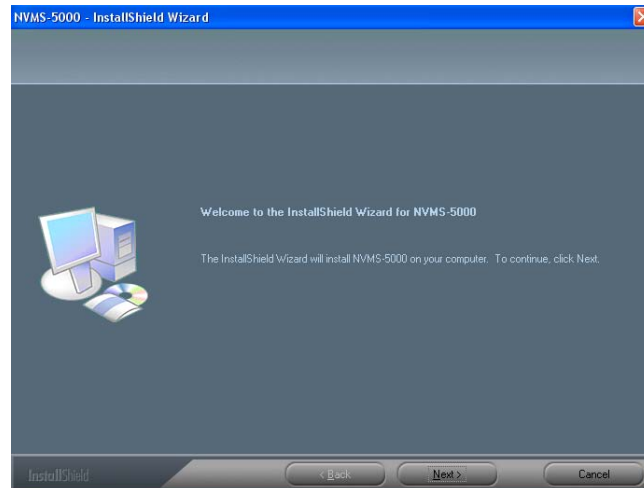 NVMS-5000 - InstallShield Wizard
Welcome to the InstallShield Wizard for NVMS-5000
The InstallShield Wizard will install NVMS-5000 on your computer. To continue, click Next.
InstallShield
< Back
Next >
Cancel